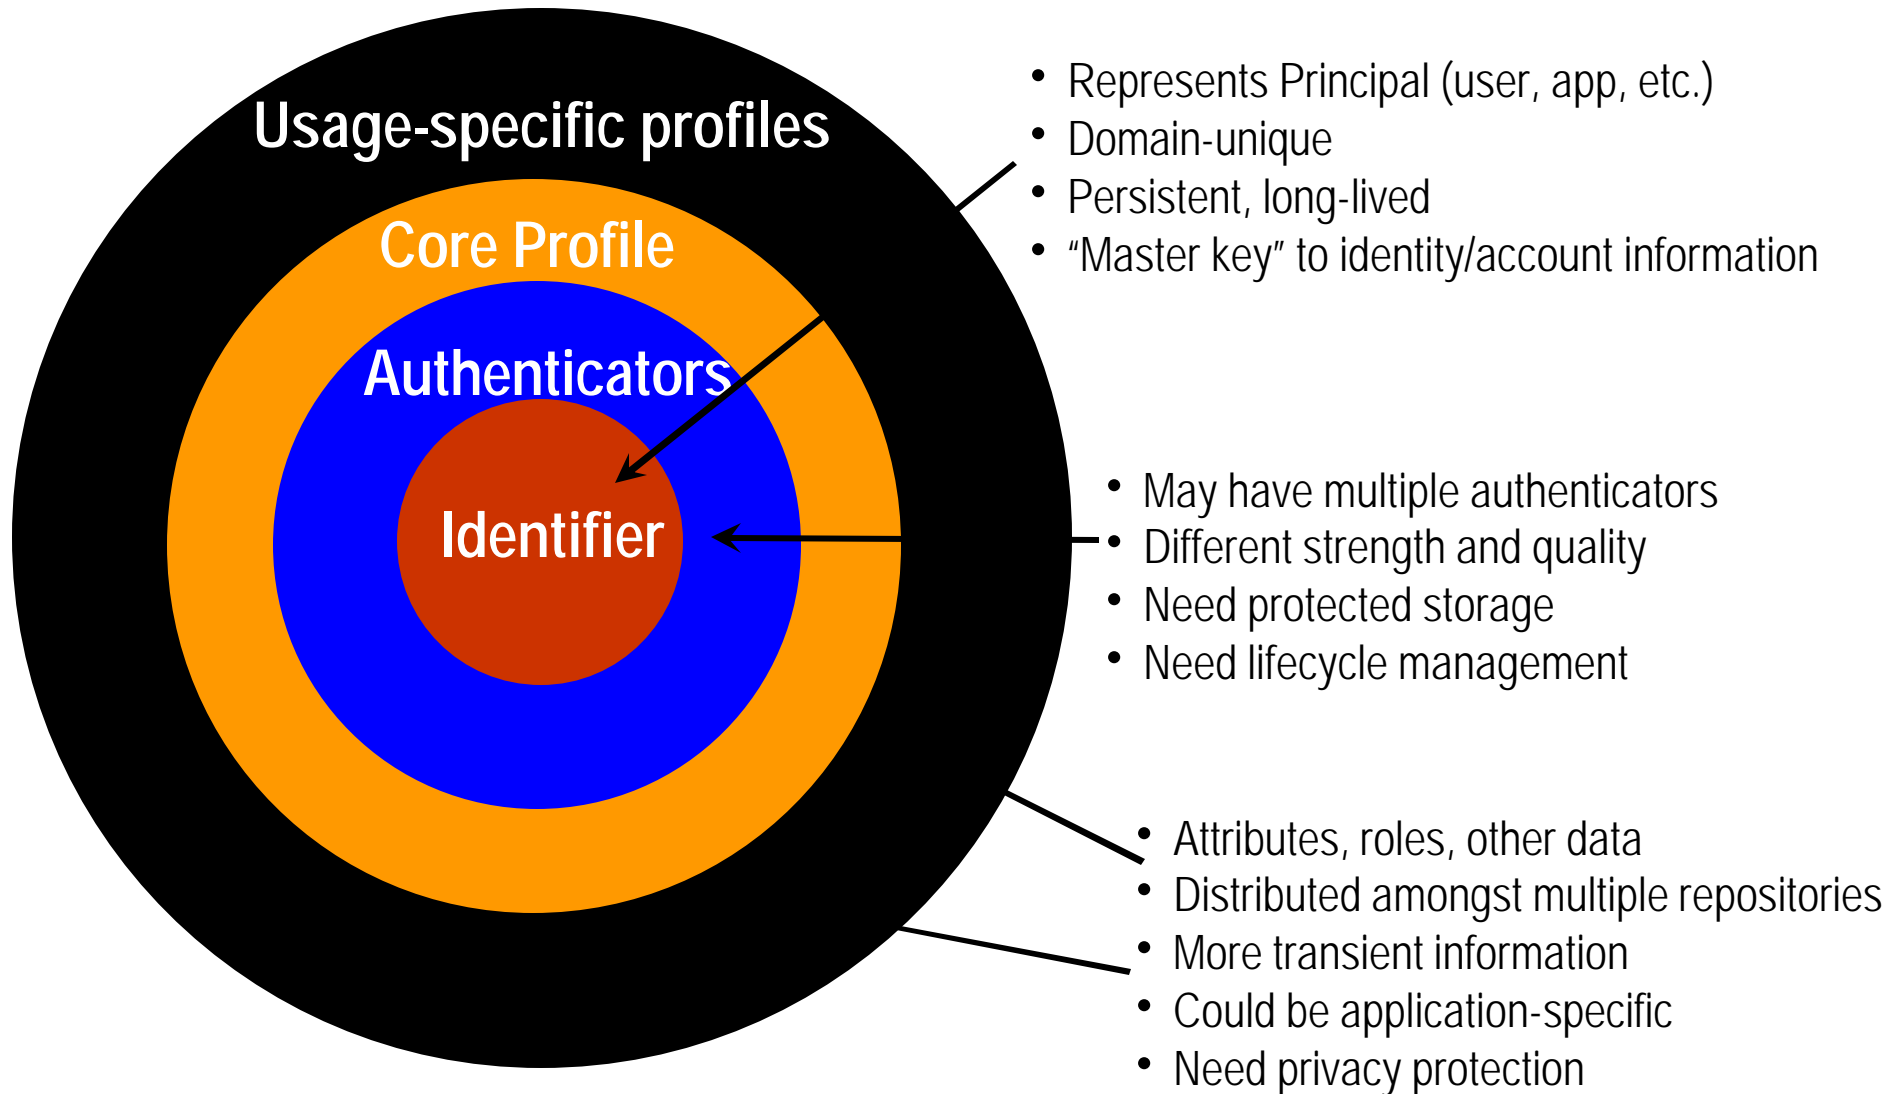 Usage-specific profiles
Core Profile
Authenticators
Identifier
• Represents Principal (user, app, etc.)
• Domain-unique
• Persistent, long-lived
• “Master key” to identity/account information
• May have multiple authenticators
• Different strength and quality
• Need protected storage
• Need lifecycle management
• Attributes, roles, other data
• Distributed amongst multiple repositories
• More transient information
• Could be application-specific
• Need privacy protection